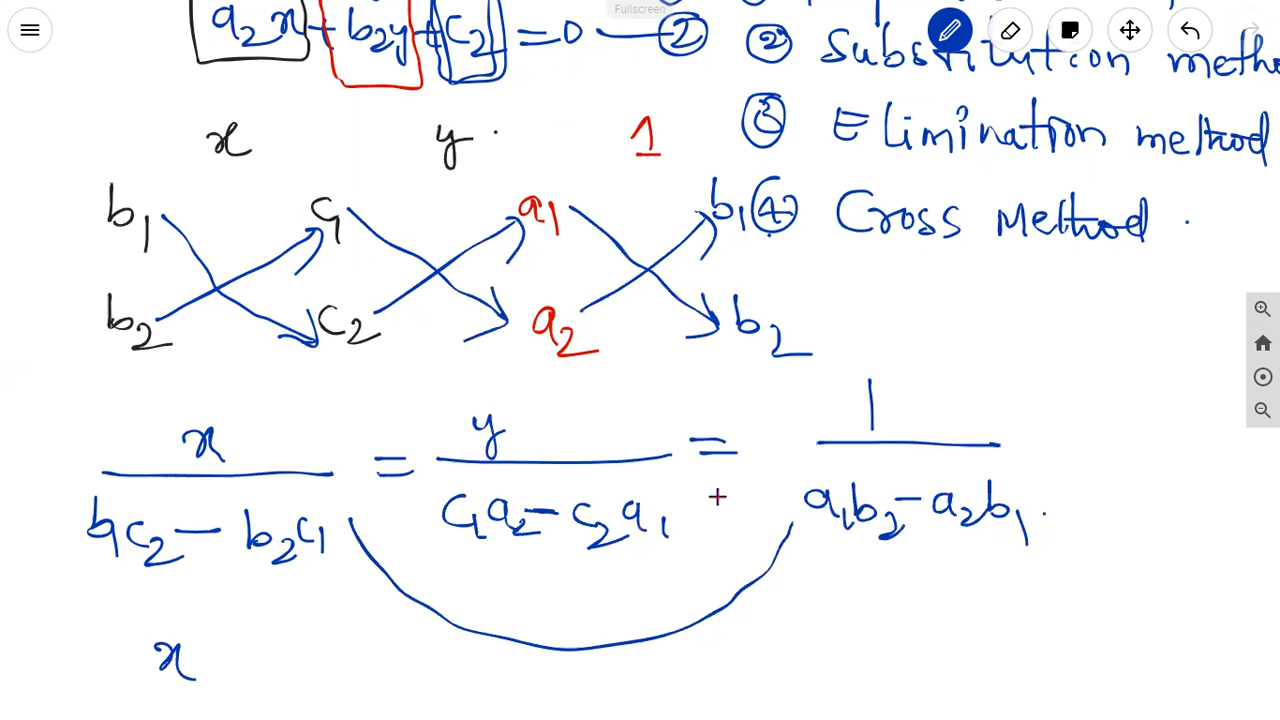 Fullscreen
a₂x + b₂y + c₂ = 0 — ②
② Substitution metho
③ Elimination method
④ Cross Method.
x y 1
b₁ c₁ a₁ b₁
b₂ c₂ a₂ b₂
x/(b₁c₂ − b₂c₁) = y/(c₁a₂ − c₂a₁) = 1/(a₁b₂ − a₂b₁).
x